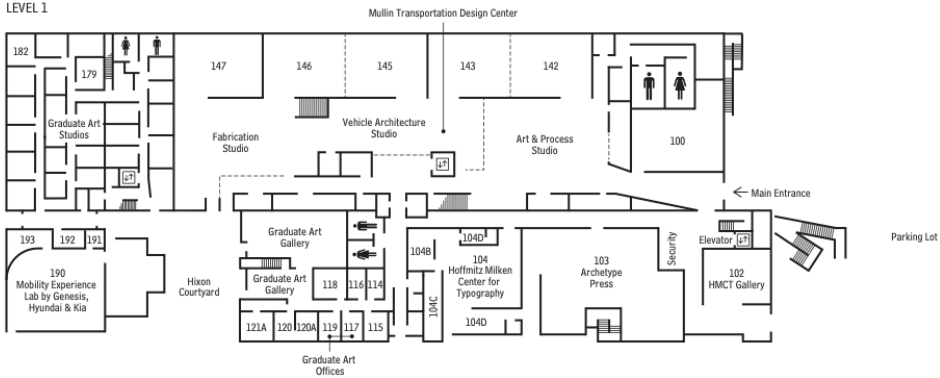 LEVEL 1
Mullin Transportation Design Center
182
179
147
146
145
143
142
Graduate Art
Studios
Fabrication
Studio
Vehicle Architecture
Studio
Art & Process
Studio
100
Main Entrance
193
192
191
190
Mobility Experience
Lab by Genesis,
Hyundai & Kia
Hixon
Courtyard
Graduate Art
Gallery
Graduate Art
Gallery
118
116
114
121A
120
120A
119
117
115
Graduate Art
Offices
104B
104D
104
Hoffmitz Milken
Center for
Typography
104C
104D
103
Archetype
Press
Security
Elevator
102
HMCT Gallery
Parking Lot